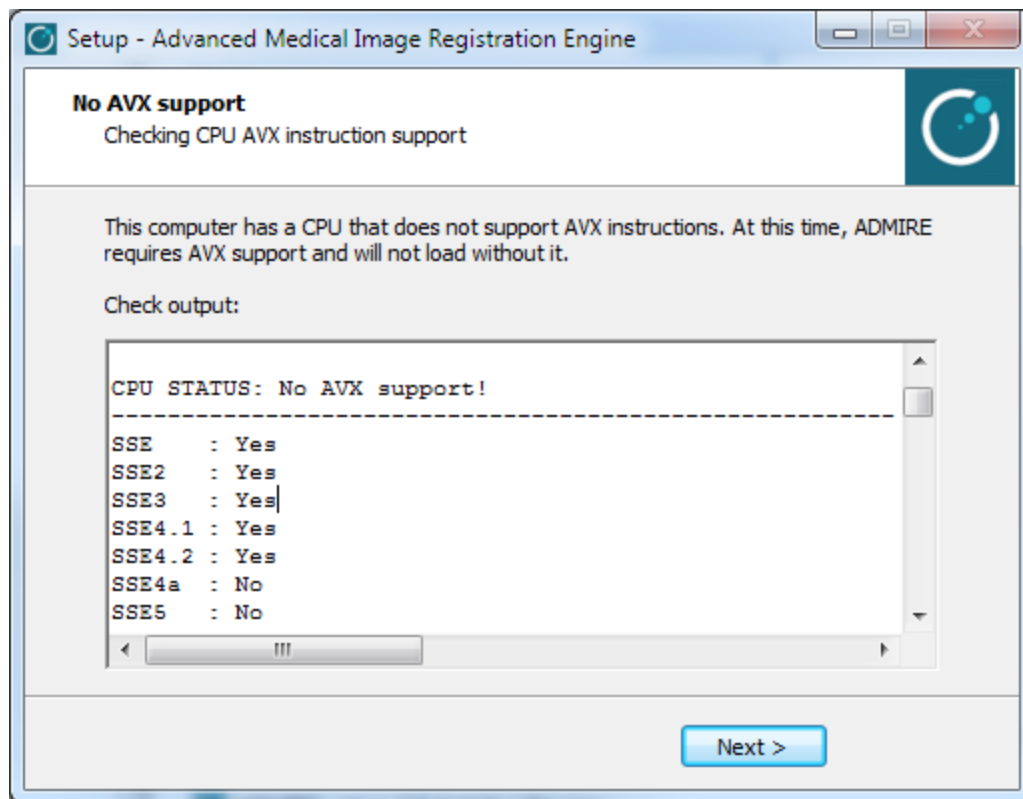 Setup - Advanced Medical Image Registration Engine
No AVX support
Checking CPU AVX instruction support
This computer has a CPU that does not support AVX instructions. At this time, ADMIRE
requires AVX support and will not load without it.
Check output:
CPU STATUS: No AVX support!
--------------------------------------------------------
SSE    : Yes
SSE2   : Yes
SSE3   : Yes
SSE4.1 : Yes
SSE4.2 : Yes
SSE4a  : No
SSE5   : No
Next >